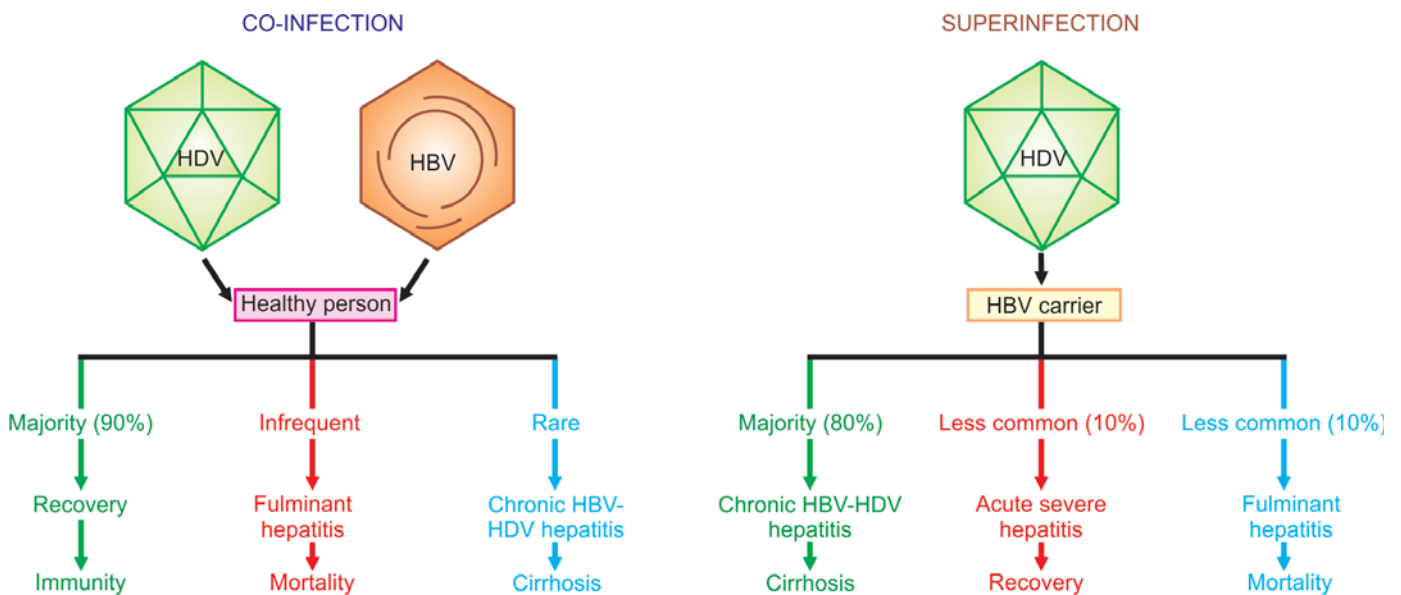 CO-INFECTION
HDV
HBV
Healthy person
Majority (90%)
Infrequent
Rare
Recovery
Fulminant
hepatitis
Chronic HBV-
HDV hepatitis
Immunity
Mortality
Cirrhosis
SUPERINFECTION
HDV
HBV carrier
Majority (80%)
Less common (10%)
Less common (10%)
Chronic HBV-HDV
hepatitis
Acute severe
hepatitis
Fulminant
hepatitis
Cirrhosis
Recovery
Mortality